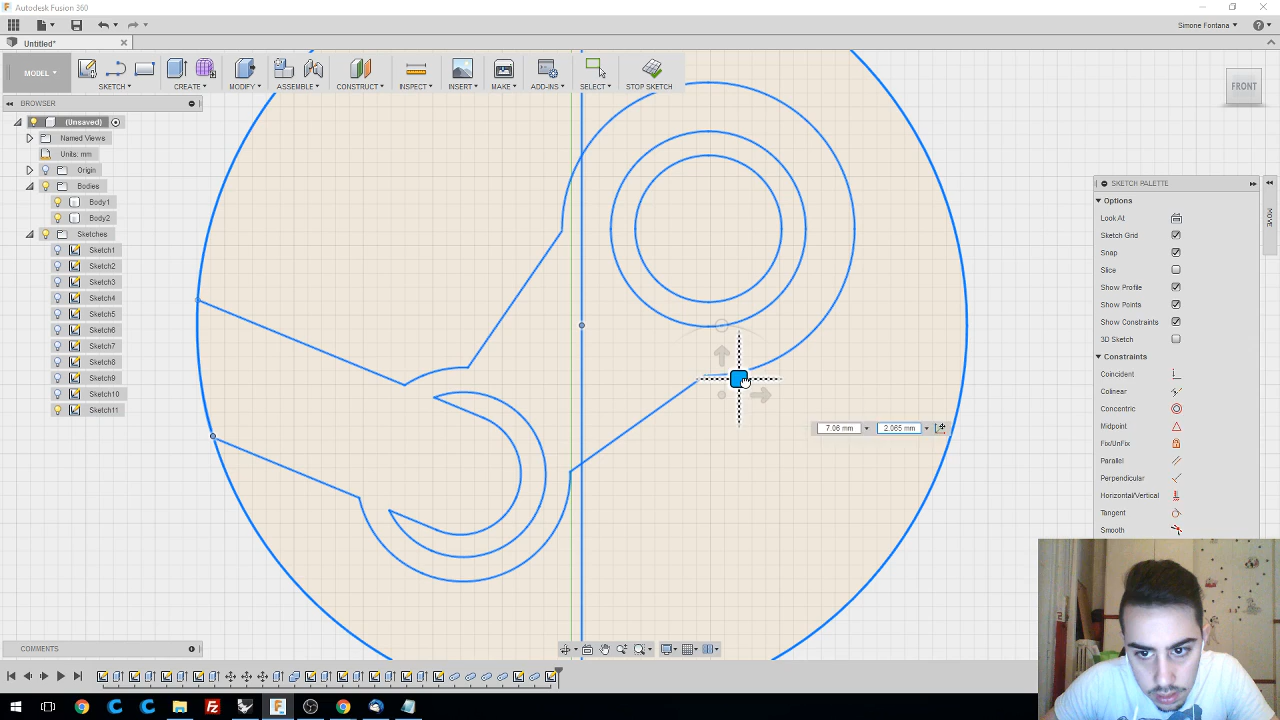 Autodesk Fusion 360
Simone Fontana
Untitled*
MODEL
SKETCH
CREATE
MODIFY
ASSEMBLE
CONSTRUCT
INSPECT
INSERT
MAKE
ADD-INS
SELECT
STOP SKETCH
FRONT
BROWSER
(Unsaved)
Named Views
Units: mm
Origin
Bodies
Body1
Body2
Sketches
Sketch1
Sketch2
Sketch3
Sketch4
Sketch5
Sketch6
Sketch7
Sketch8
Sketch9
Sketch10
Sketch11
SKETCH PALETTE
MOVE
Options
Look At
Sketch Grid
Snap
Slice
Show Profile
Show Points
Show Constraints
3D Sketch
Constraints
Coincident
Colinear
Concentric
Midpoint
Fix/UnFix
Parallel
Perpendicular
Horizontal/Vertical
Tangent
Smooth
7.06 mm
2.065 mm
COMMENTS